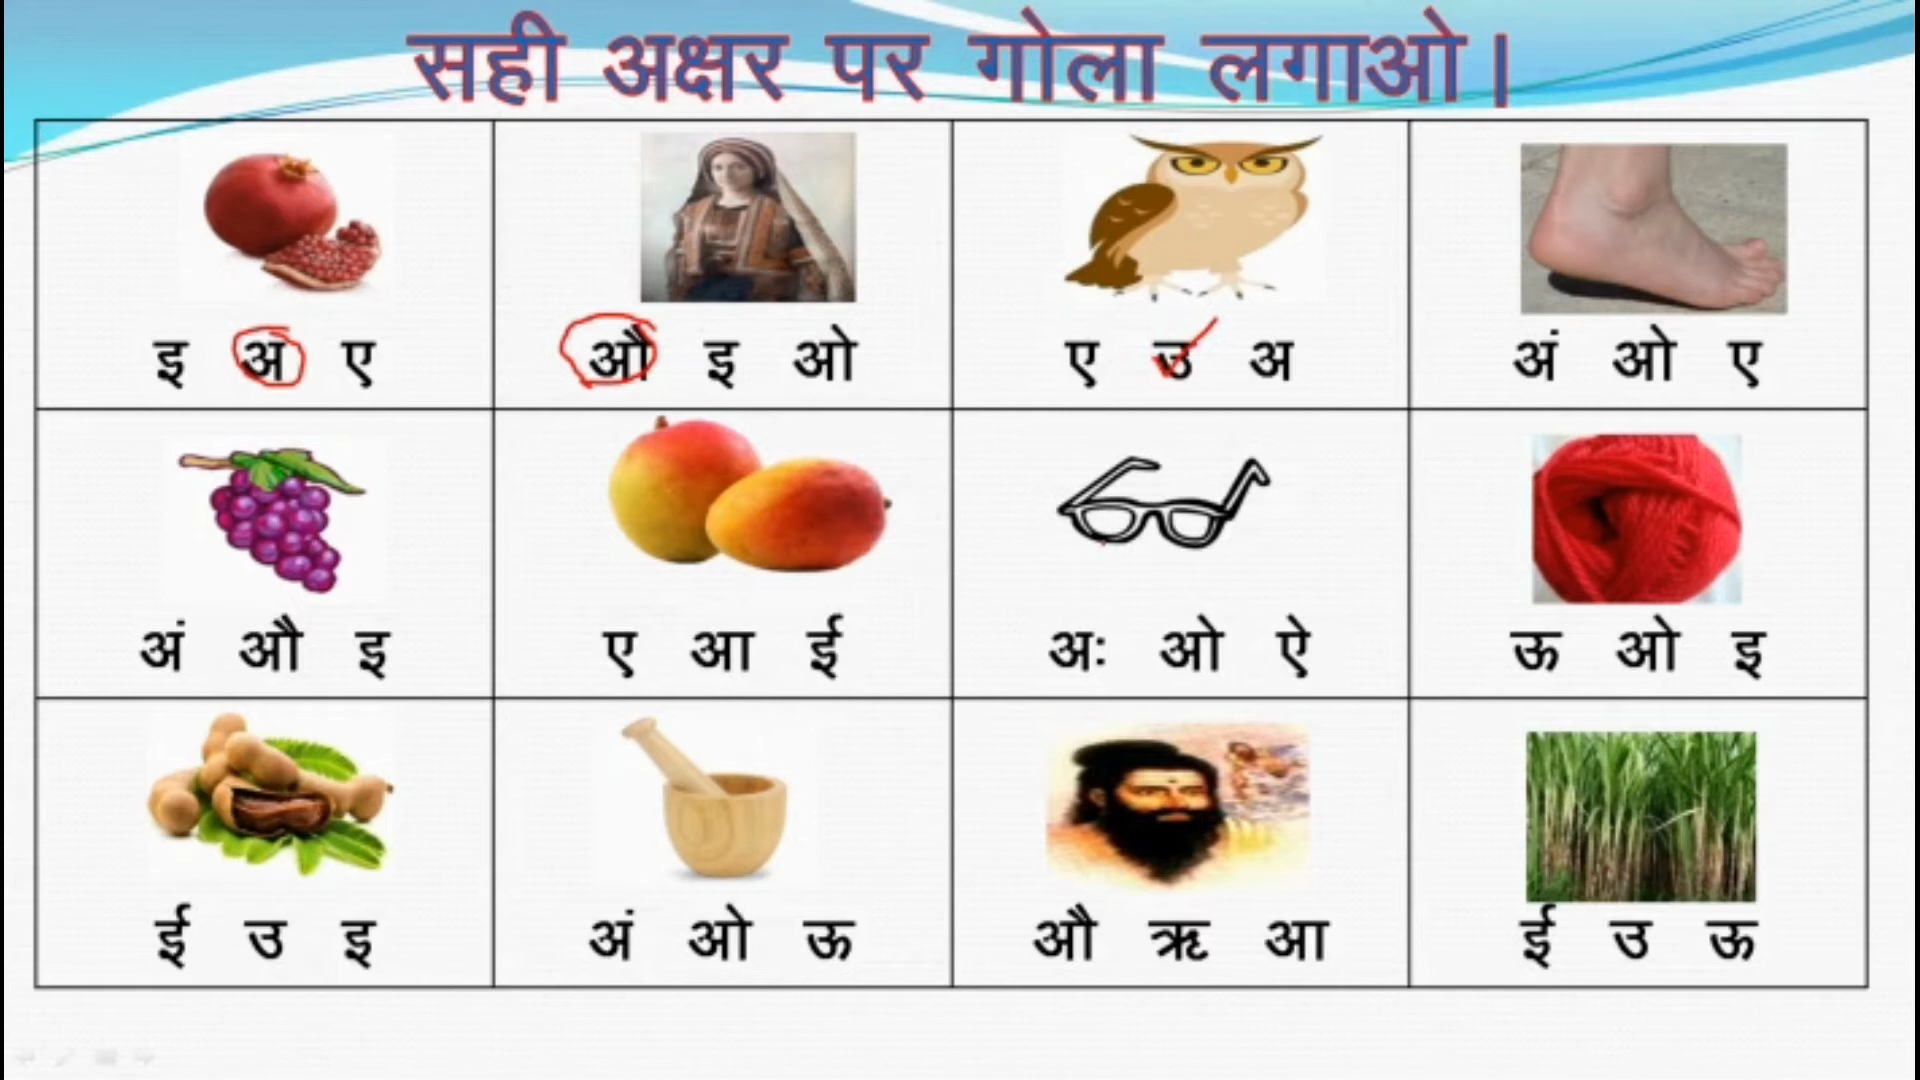 सही अक्षर पर गोला लगाओ।
इ अ ए
औ इ ओ
ए उ अ
अं ओ ए
अं औ इ
ए आ ई
अः ओ ऐ
ऊ ओ इ
ई उ इ
अं ओ ऊ
औ ऋ आ
ई उ ऊ